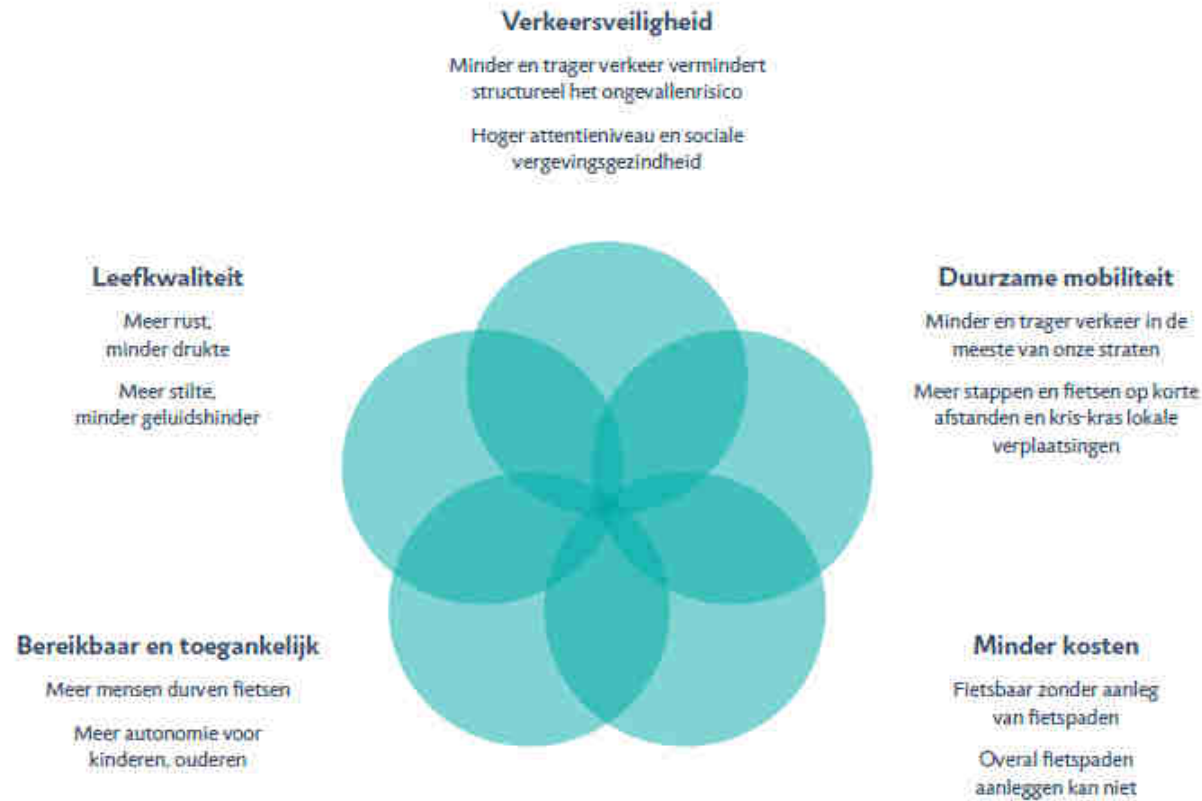 Verkeersveiligheid
Minder en trager verkeer vermindert
structureel het ongevallenrisico
Hoger attentieniveau en sociale
vergevingsgezindheid
Leefkwaliteit
Meer rust,
minder drukte
Meer stilte,
minder geluidshinder
Duurzame mobiliteit
Minder en trager verkeer in de
meeste van onze straten
Meer stappen en fietsen op korte
afstanden en kris-kras lokale
verplaatsingen
Bereikbaar en toegankelijk
Meer mensen durven fietsen
Meer autonomie voor
kinderen, ouderen
Minder kosten
Fietsbaar zonder aanleg
van fietspaden
Overal fietspaden
aanleggen kan niet